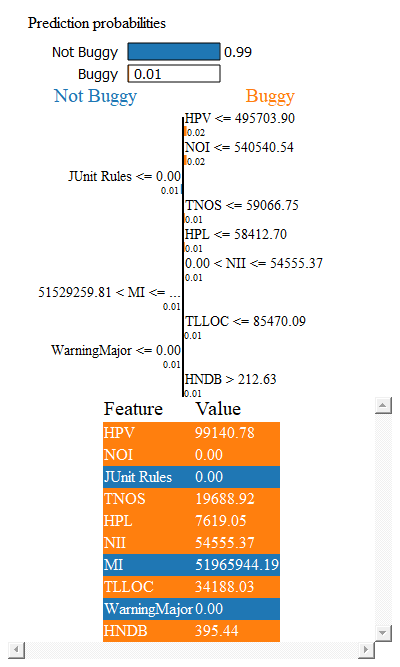 Prediction probabilities
Not Buggy 0.99
Buggy 0.01
Not Buggy Buggy
HPV <= 495703.90
0.02
NOI <= 540540.54
0.02
JUnit Rules <= 0.00
0.01
TNOS <= 59066.75
0.01
HPL <= 58412.70
0.01
0.00 < NII <= 54555.37
0.01
51529259.81 < MI <= ...
0.01
TLLOC <= 85470.09
0.01
WarningMajor <= 0.00
0.01
HNDB > 212.63
0.01
Feature Value
HPV 99140.78
NOI 0.00
JUnit Rules 0.00
TNOS 19688.92
HPL 7619.05
NII 54555.37
MI 51965944.19
TLLOC 34188.03
WarningMajor 0.00
HNDB 395.44